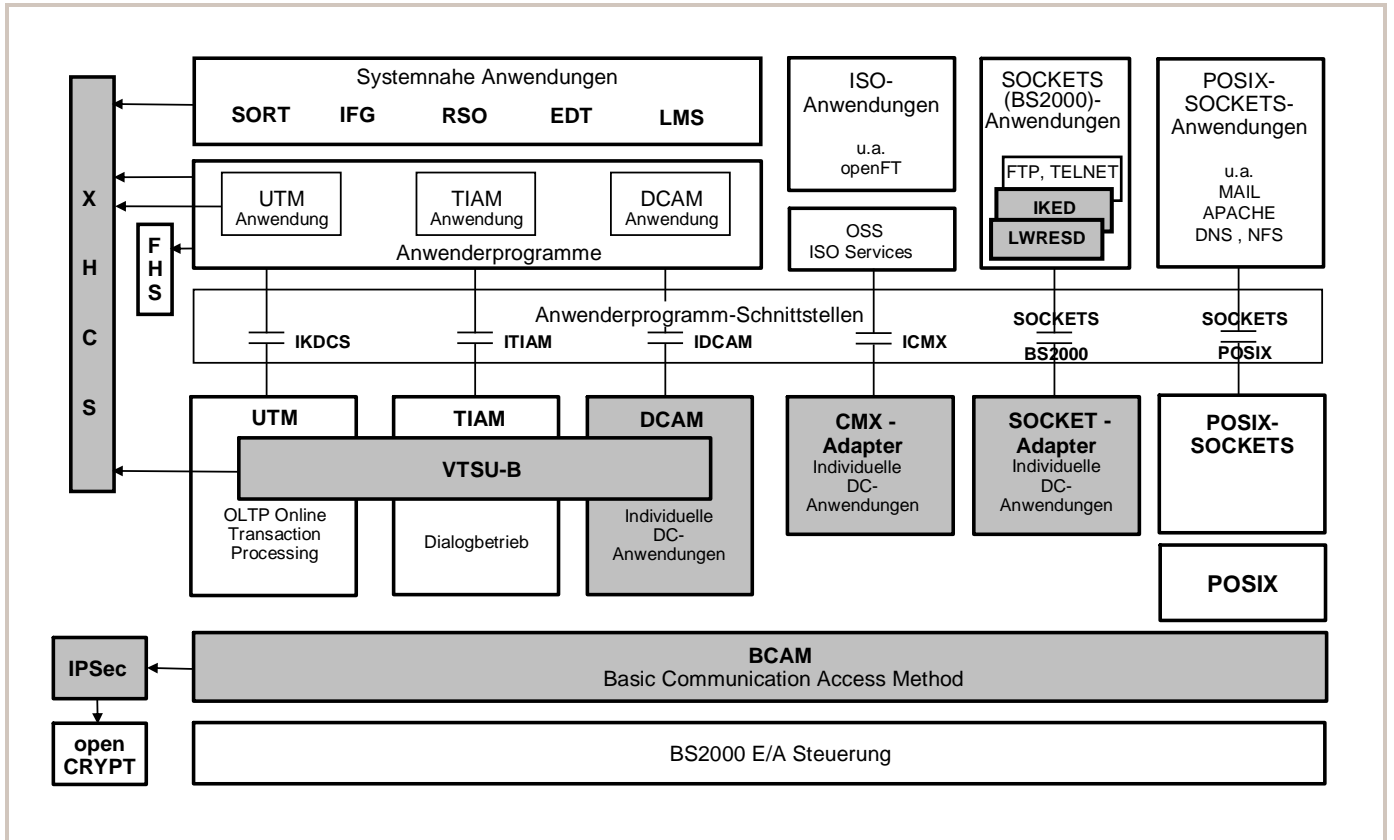 Systemnahe Anwendungen
SORT IFG RSO EDT LMS
ISO-
Anwendungen
u.a.
openFT
SOCKETS
(BS2000)-
Anwendungen
FTP, TELNET
IKED
LWRESD
POSIX-
SOCKETS-
Anwendungen
u.a.
MAIL
APACHE
DNS , NFS
X
H
C
S
F
H
S
UTM
Anwendung
TIAM
Anwendung
DCAM
Anwendung
Anwenderprogramme
OSS
ISO Services
Anwenderprogramm-Schnittstellen
IKDCS
ITIAM
IDCAM
ICMX
SOCKETS
BS2000
SOCKETS
POSIX
UTM
TIAM
DCAM
VTSU-B
OLTP Online
Transaction
Processing
Dialogbetrieb
Individuelle
DC-
Anwendungen
CMX -
Adapter
Individuelle
DC-
Anwendungen
SOCKET -
Adapter
Individuelle
DC-
Anwendungen
POSIX-
SOCKETS
POSIX
IPSec
BCAM
Basic Communication Access Method
open
CRYPT
BS2000 E/A Steuerung